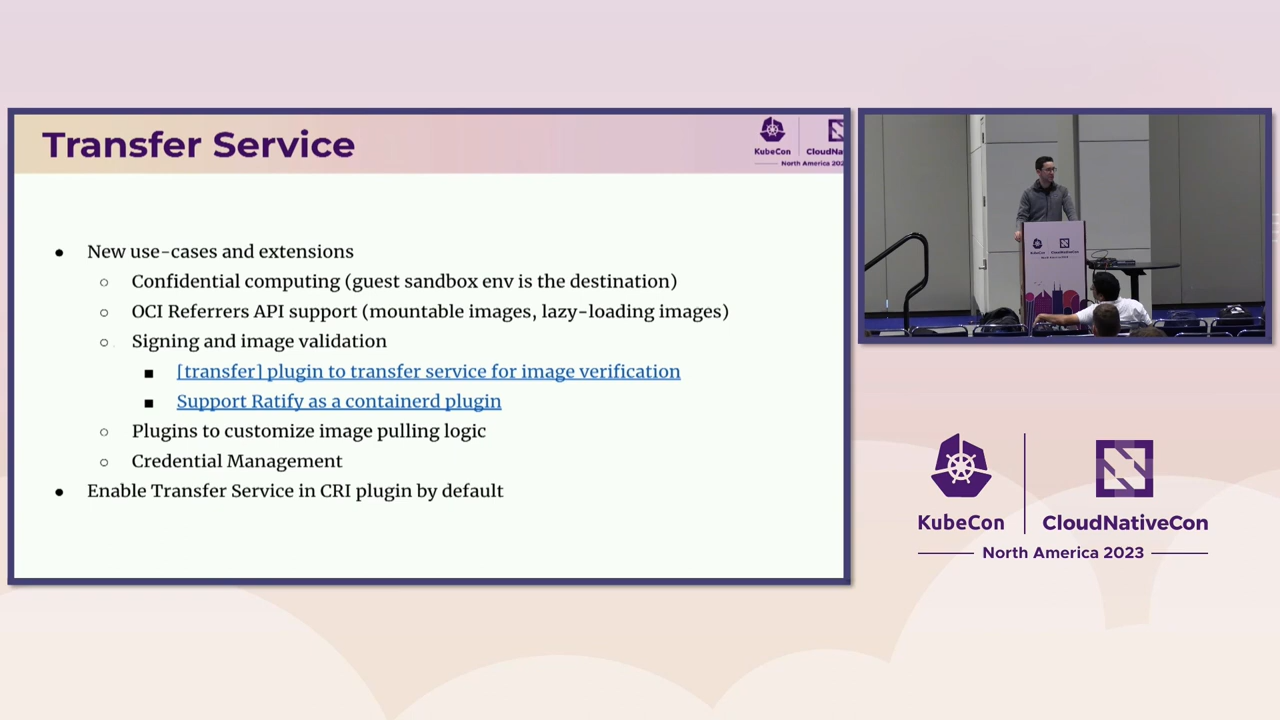 Transfer Service
KubeCon
CloudNat
North America 202
● New use-cases and extensions
○ Confidential computing (guest sandbox env is the destination)
○ OCI Referrers API support (mountable images, lazy-loading images)
○ Signing and image validation
■ [transfer] plugin to transfer service for image verification
■ Support Ratify as a containerd plugin
○ Plugins to customize image pulling logic
○ Credential Management
● Enable Transfer Service in CRI plugin by default
KubeCon
CloudNativeCon
North America 2023